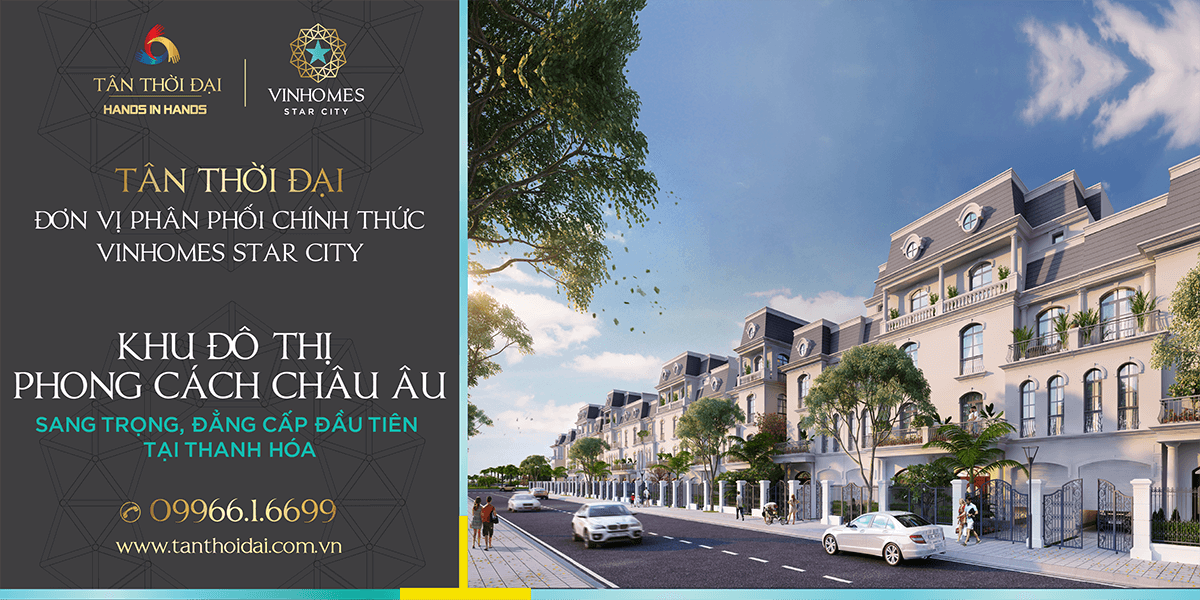 TÂN THỜI ĐẠI
HANDS IN HANDS
VINHOMES
STAR CITY
TÂN THỜI ĐẠI
ĐƠN VỊ PHÂN PHỐI CHÍNH THỨC
VINHOMES STAR CITY
KHU ĐÔ THỊ
PHONG CÁCH CHÂU ÂU
SANG TRỌNG, ĐẲNG CẤP ĐẦU TIÊN
TẠI THANH HÓA
09966.1.6699
www.tanthoidai.com.vn